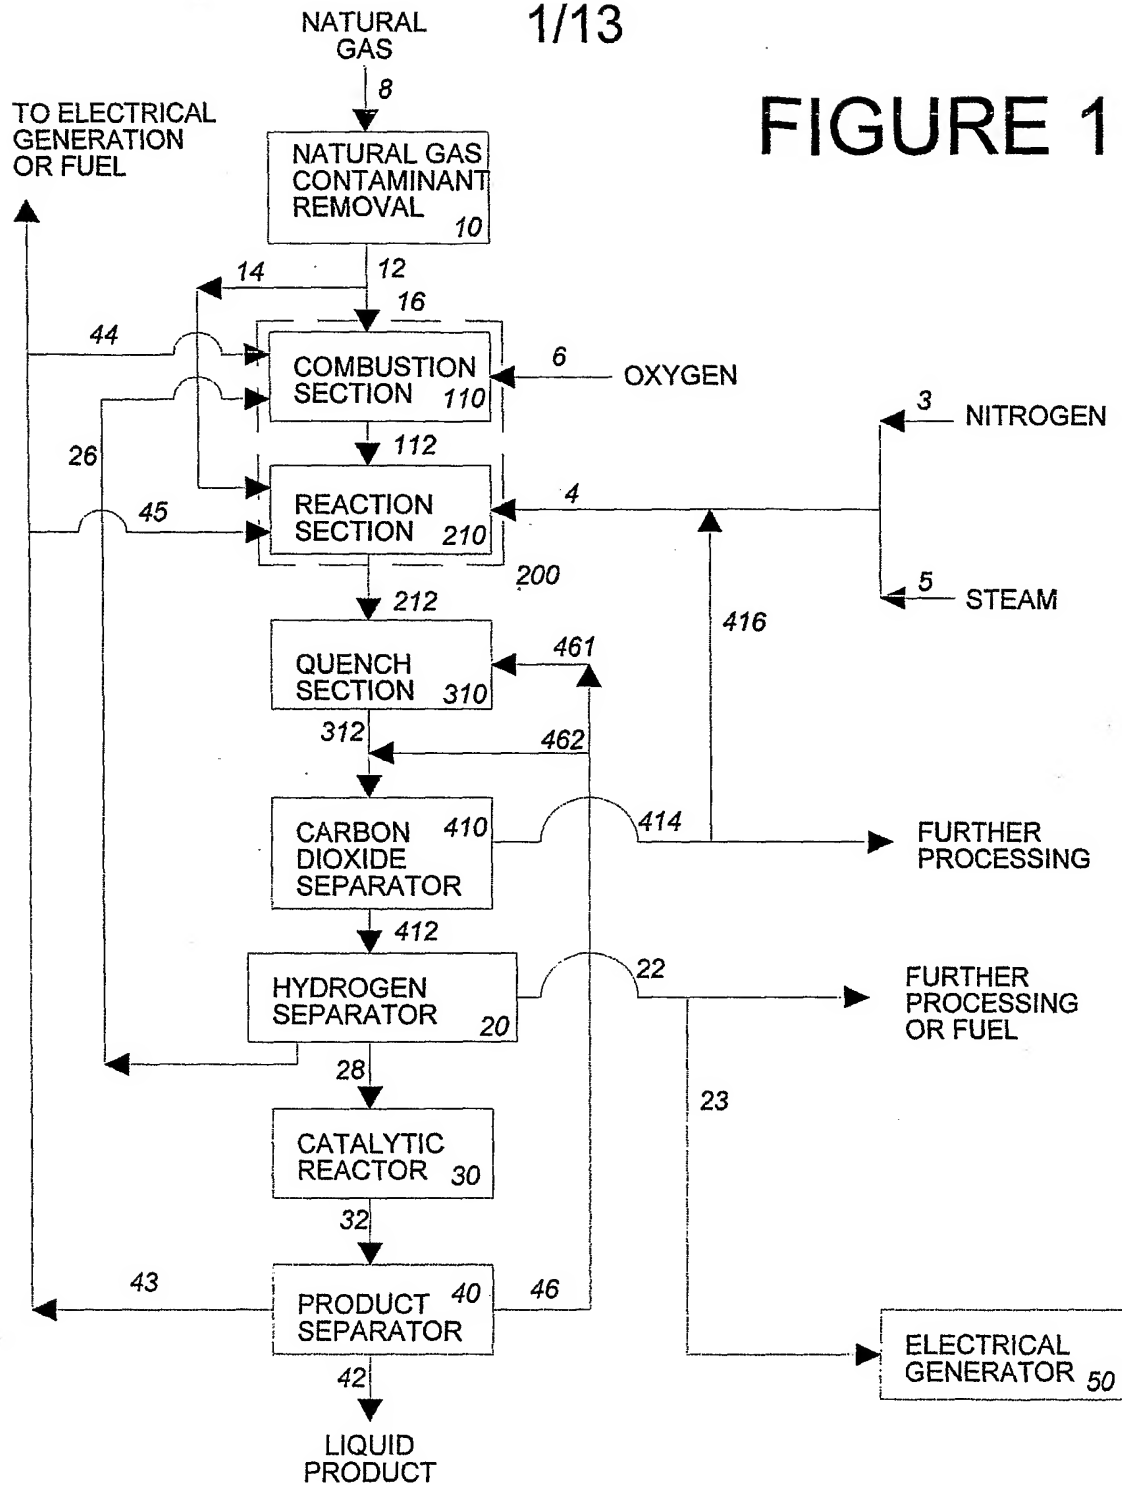 1/13
FIGURE 1
NATURAL
GAS
8
TO ELECTRICAL
GENERATION
OR FUEL
NATURAL GAS
CONTAMINANT
REMOVAL
10
14
12
16
44
COMBUSTION
SECTION
110
6
OXYGEN
3
NITROGEN
26
112
45
REACTION
SECTION
210
4
200
5
STEAM
212
416
QUENCH
SECTION
310
461
312
462
CARBON
DIOXIDE
SEPARATOR
410
414
FURTHER
PROCESSING
412
HYDROGEN
SEPARATOR
20
22
FURTHER
PROCESSING
OR FUEL
28
23
CATALYTIC
REACTOR
30
32
43
PRODUCT
SEPARATOR
40
46
ELECTRICAL
GENERATOR
50
42
LIQUID
PRODUCT